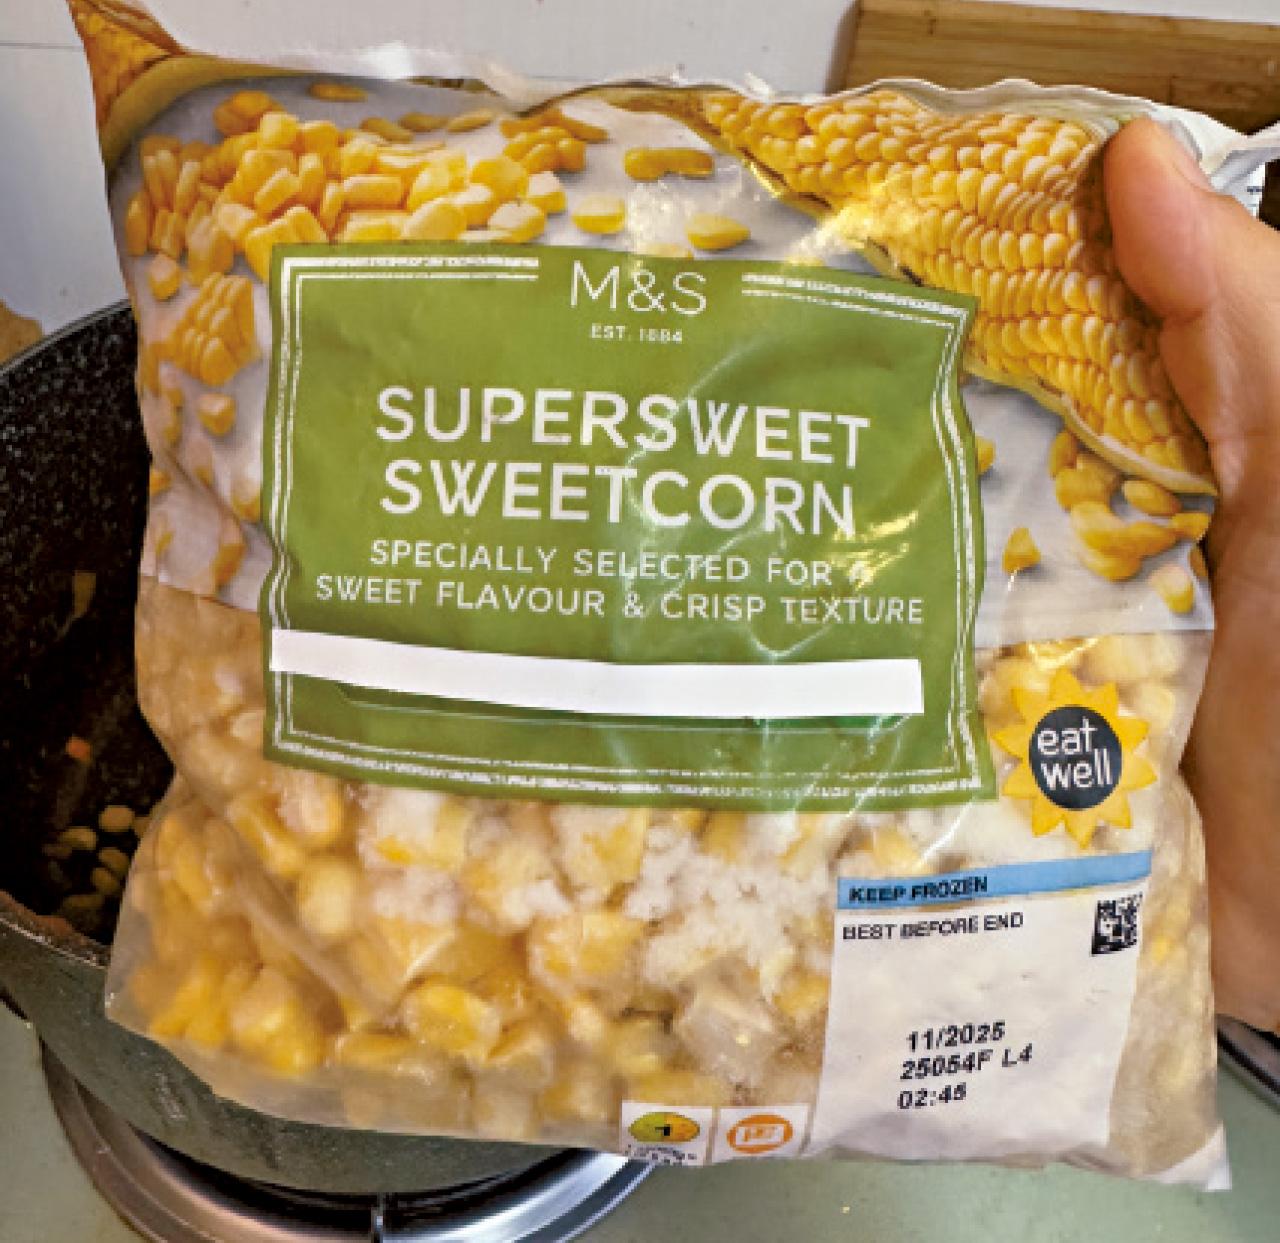 M&S
EST. 1884
SUPERSWEET
SWEETCORN
SPECIALLY SELECTED FOR A
SWEET FLAVOUR & CRISP TEXTURE
eat
well
KEEP FROZEN
BEST BEFORE END
11/2025
25054F L4
02:45
1